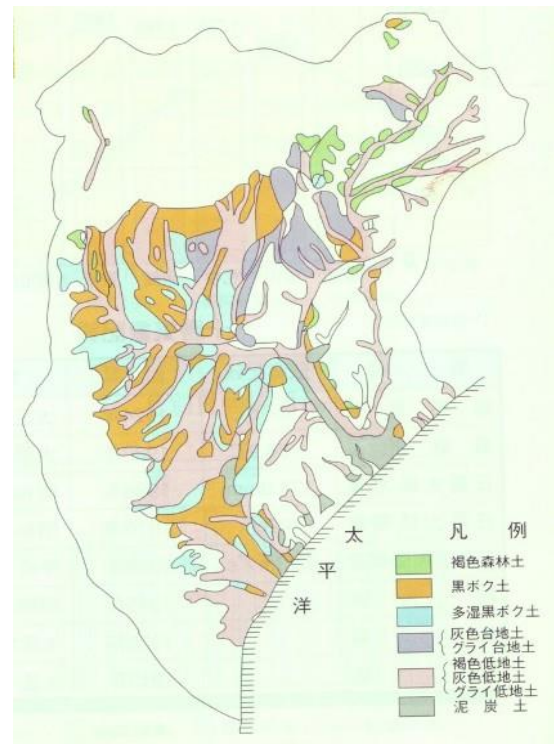 太
平
洋
凡 例
褐色森林土
黒ボク土
多湿黒ボク土
灰色台地土
グライ台地土
褐色低地土
灰色低地土
グライ低地土
泥 炭 土